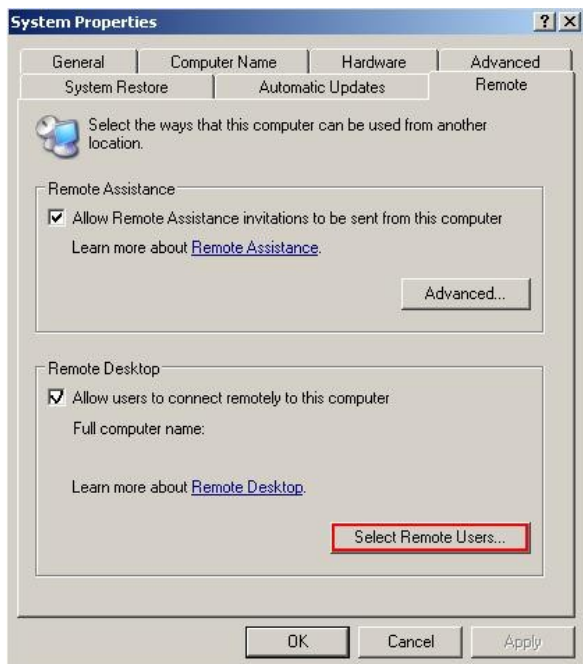 System Properties
General Computer Name Hardware Advanced
System Restore Automatic Updates Remote
Select the ways that this computer can be used from another
location.
Remote Assistance
Allow Remote Assistance invitations to be sent from this computer
Learn more about Remote Assistance.
Advanced...
Remote Desktop
Allow users to connect remotely to this computer
Full computer name:
Learn more about Remote Desktop.
Select Remote Users...
OK Cancel Apply